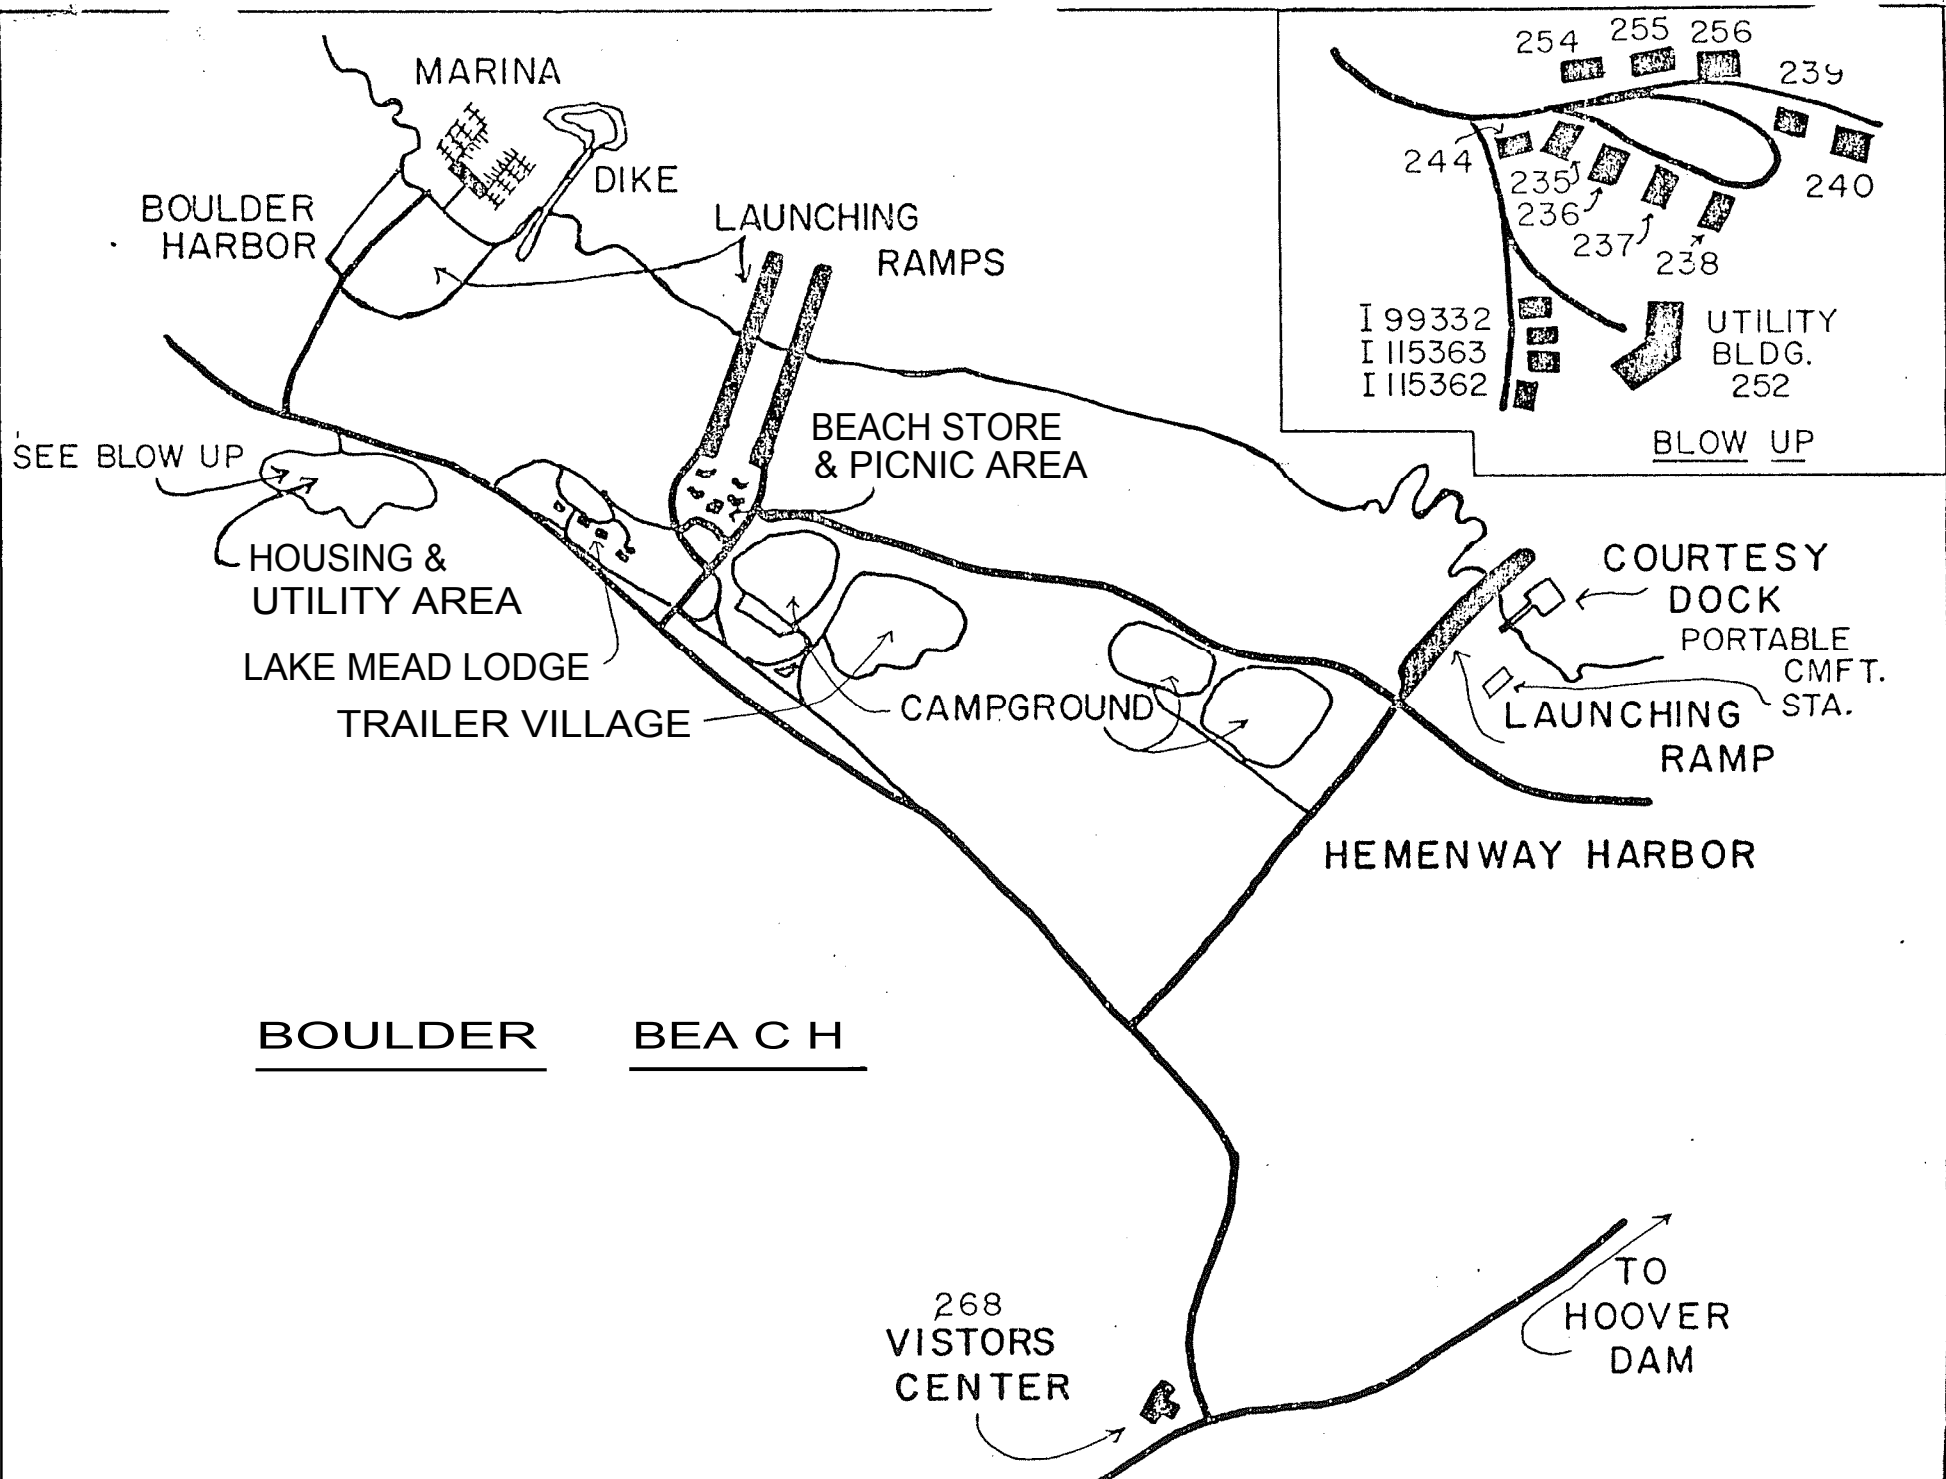 MARINA
DIKE
BOULDER
HARBOR
LAUNCHING
RAMPS
SEE BLOW UP
HOUSING &
UTILITY AREA
LAKE MEAD LODGE
TRAILER VILLAGE
BEACH STORE
& PICNIC AREA
CAMPGROUND
COURTESY
DOCK
PORTABLE
CMFT.
STA.
LAUNCHING
RAMP
HEMENWAY HARBOR
BOULDER BEACH
268
VISTORS
CENTER
TO
HOOVER
DAM
254 255 256
239
244
235
236
237
238
240
I 99332
I 115363
I 115362
UTILITY
BLDG.
252
BLOW UP